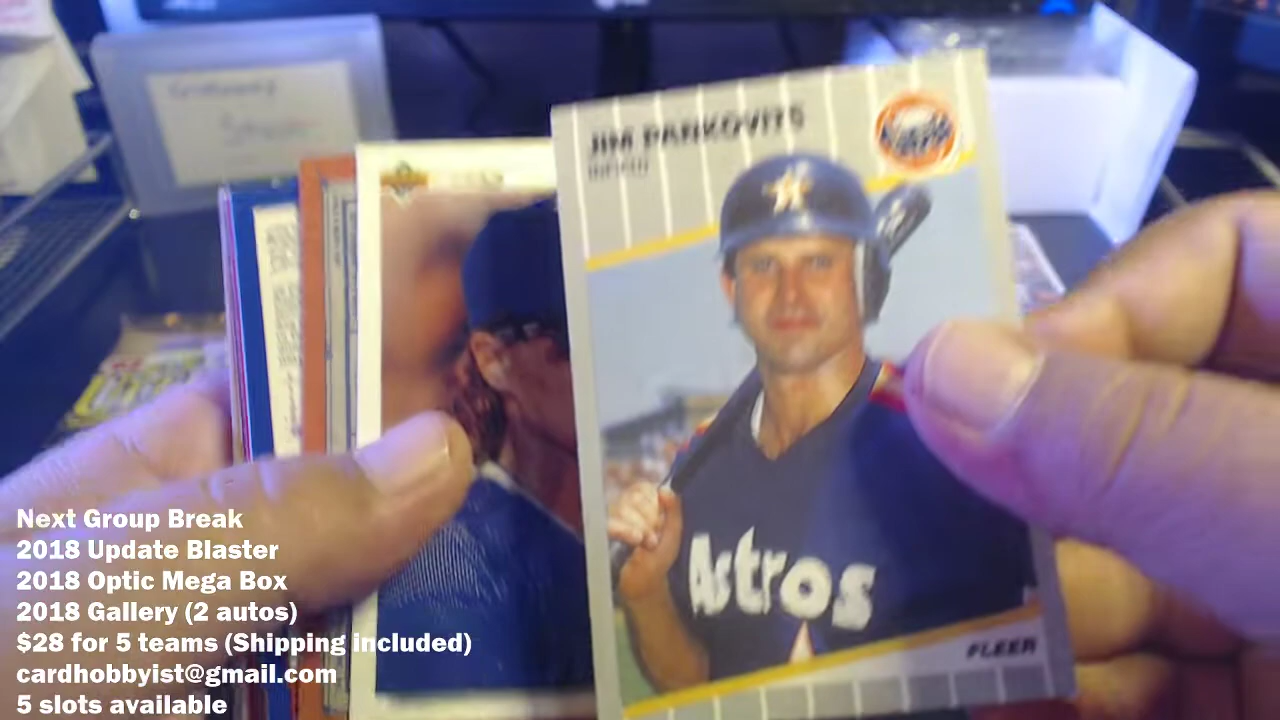 JIM PANKOVITS
INFIELD
Astros
FLEER
Next Group Break
2018 Update Blaster
2018 Optic Mega Box
2018 Gallery (2 autos)
$28 for 5 teams (Shipping included)
cardhobbyist@gmail.com
5 slots available